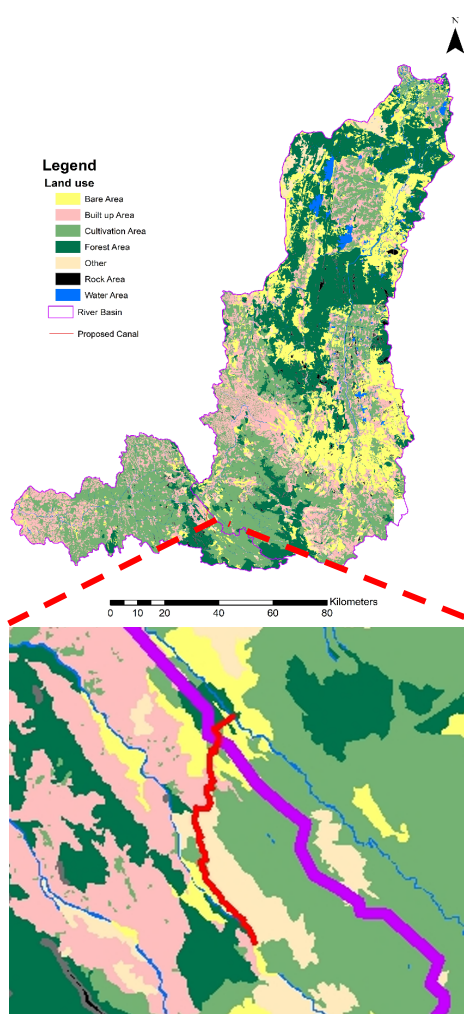 N
Legend
Land use
Bare Area
Built up Area
Cultivation Area
Forest Area
Other
Rock Area
Water Area
River Basin
Proposed Canal
Kilometers
0 10 20 40 60 80